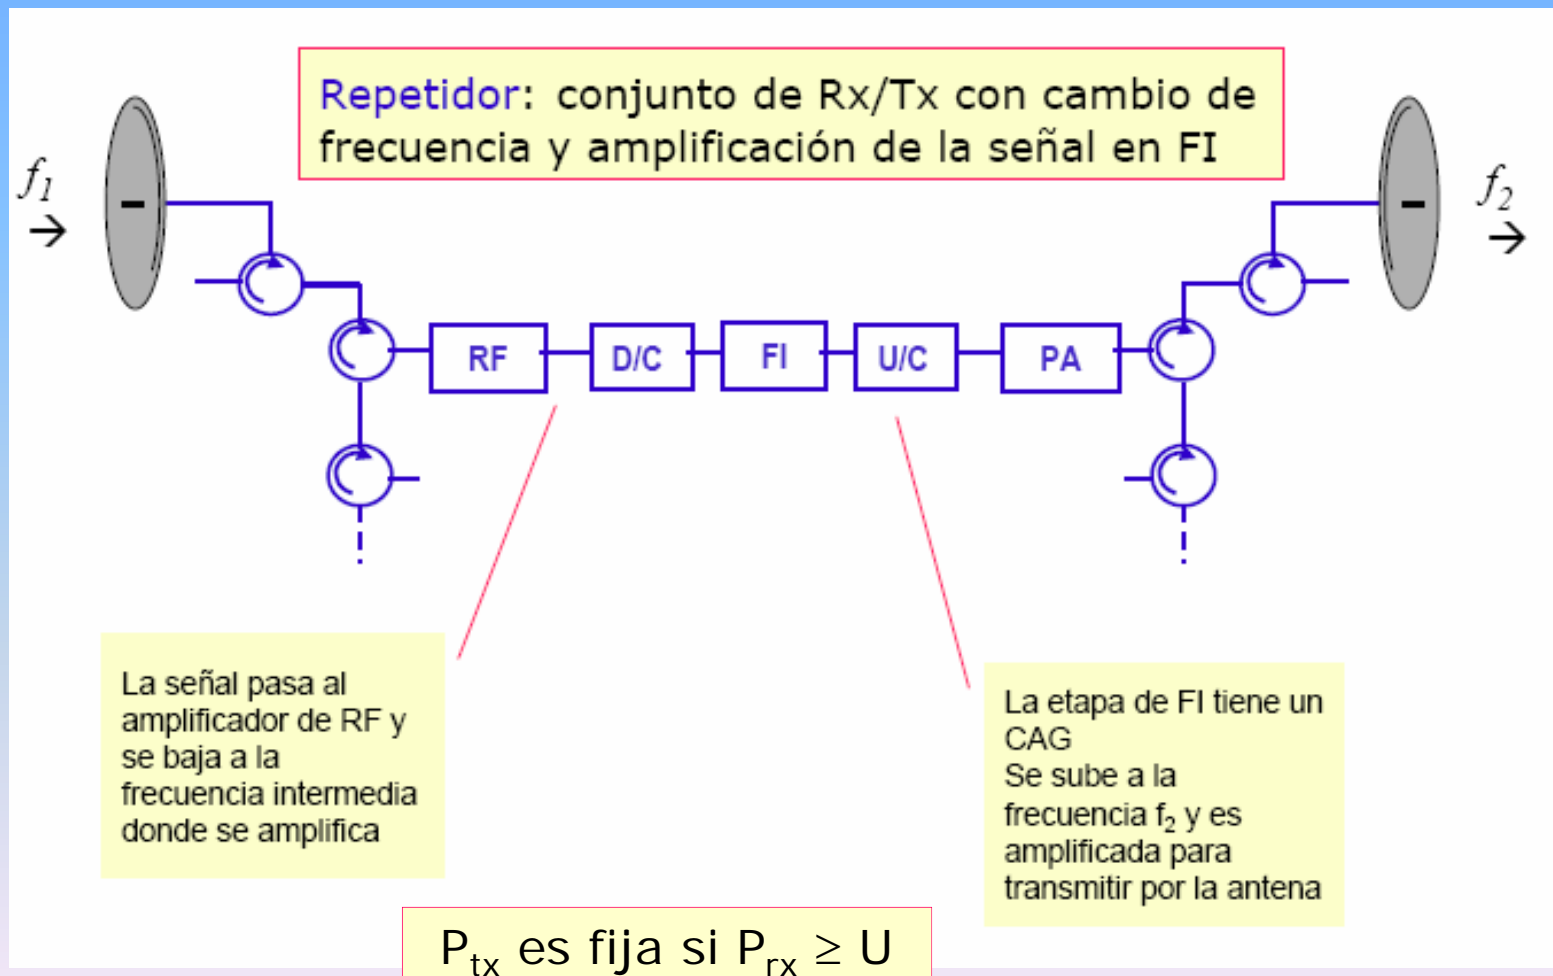 Repetidor: conjunto de Rx/Tx con cambio de
frecuencia y amplificación de la señal en FI
f1
→
f2
→
RF
D/C
FI
U/C
PA
La señal pasa al
amplificador de RF y
se baja a la
frecuencia intermedia
donde se amplifica
La etapa de FI tiene un
CAG
Se sube a la
frecuencia f2 y es
amplificada para
transmitir por la antena
Ptx es fija si Prx ≥ U